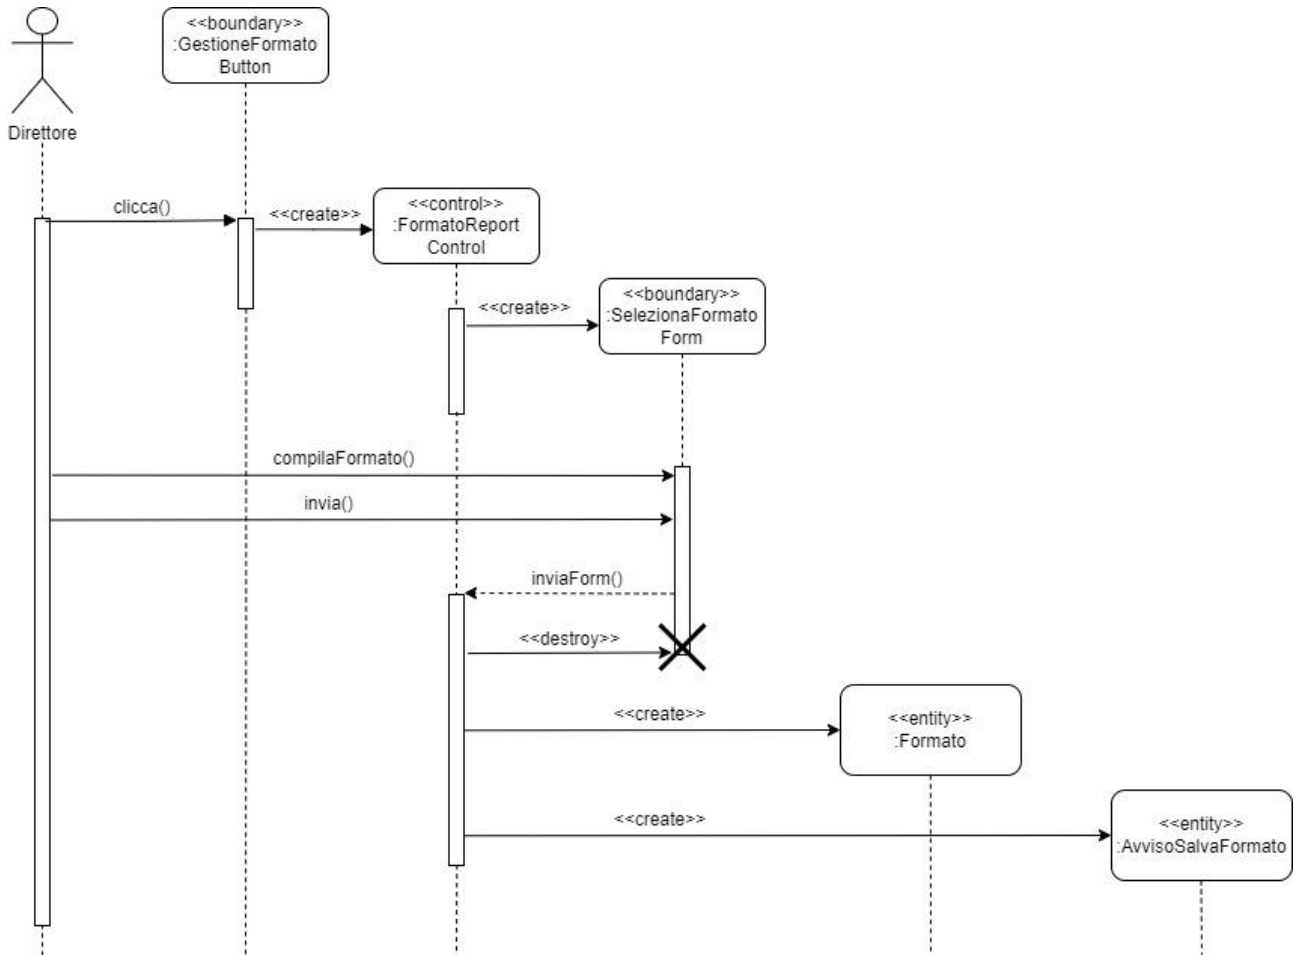 <<boundary>>
:GestioneFormato
Button
Direttore
clicca()
<<create>>
<<control>>
:FormatoReport
Control
<<create>>
<<boundary>>
:SelezionaFormato
Form
compilaFormato()
invia()
inviaForm()
<<destroy>>
<<create>>
<<entity>>
:Formato
<<create>>
<<entity>>
:AvvisoSalvaFormato